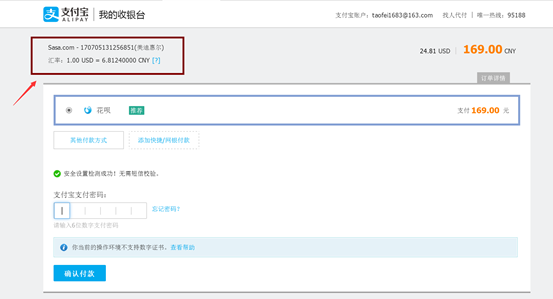 支付宝 ALIPAY 我的收银台
支付宝账户：taofei1683@163.com 找人代付 唯一热线：95188
Sasa.com - 170705131256851(美迪惠尔)
24.81 USD 169.00 CNY
汇率：1.00 USD = 6.81240000 CNY [?]
订单详情
花呗 推荐 支付 169.00 元
其他付款方式 添加快捷/网银付款
安全设置检测成功！无需短信校验。
支付宝支付密码：
忘记密码？
请输入6位数字支付密码
你当前的操作环境不支持数字证书。查看帮助
确认付款